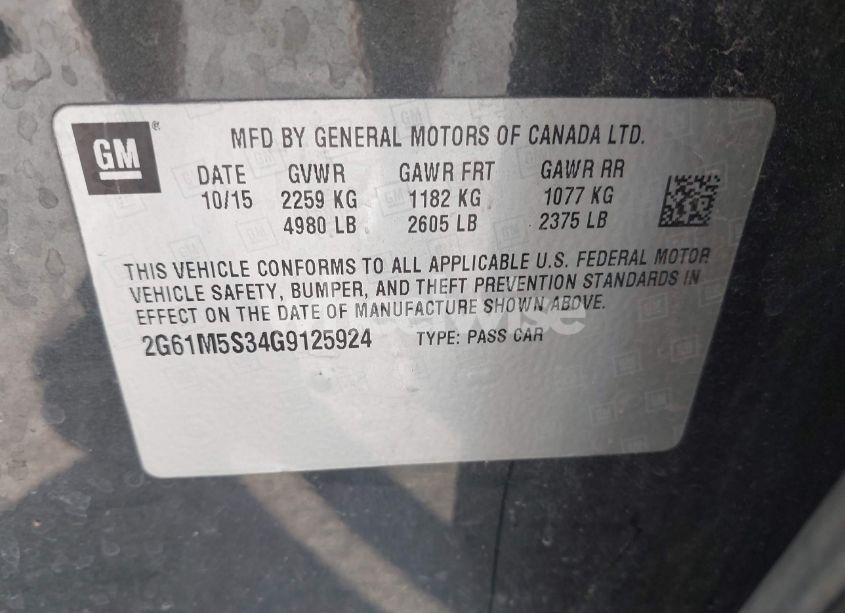 GM®
MFD BY GENERAL MOTORS OF CANADA LTD.
DATE GVWR GAWR FRT GAWR RR
10/15 2259 KG 1182 KG 1077 KG
4980 LB 2605 LB 2375 LB
THIS VEHICLE CONFORMS TO ALL APPLICABLE U.S. FEDERAL MOTOR
VEHICLE SAFETY, BUMPER, AND THEFT PREVENTION STANDARDS IN
EFFECT ON THE DATE OF MANUFACTURE SHOWN ABOVE.
2G61M5S34G9125924 TYPE: PASS CAR